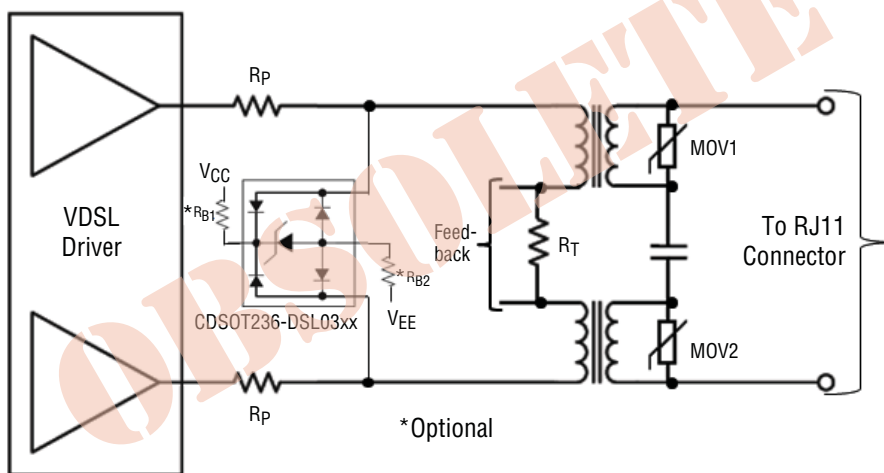 OBSOLETE
RP
VCC
*RB1
VDSL
Driver
*RB2
VEE
CDSOT236-DSL03xx
RP
*Optional
Feed-
back
RT
MOV1
MOV2
To RJ11
Connector